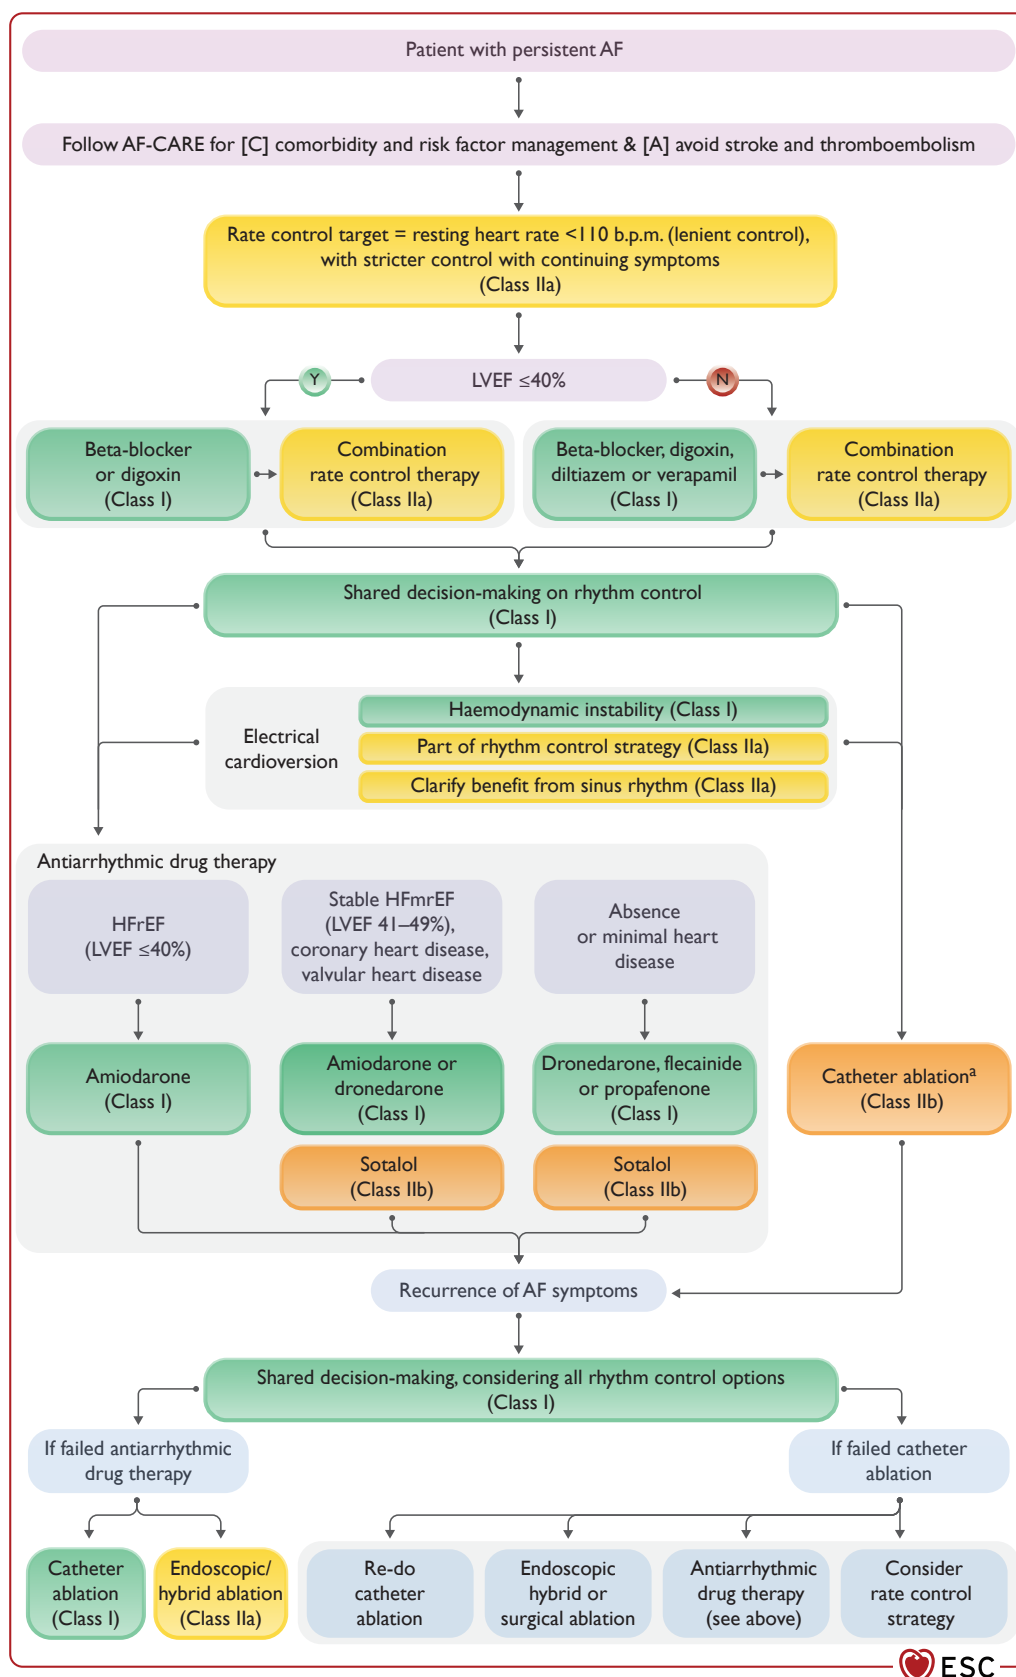 Patient with persistent AF
Follow AF-CARE for [C] comorbidity and risk factor management & [A] avoid stroke and thromboembolism
Rate control target = resting heart rate <110 b.p.m. (lenient control),
with stricter control with continuing symptoms
(Class IIa)
Y
LVEF ≤40%
N
Beta-blocker
or digoxin
(Class I)
Combination
rate control therapy
(Class IIa)
Beta-blocker, digoxin,
diltiazem or verapamil
(Class I)
Combination
rate control therapy
(Class IIa)
Shared decision-making on rhythm control
(Class I)
Electrical
cardioversion
Haemodynamic instability (Class I)
Part of rhythm control strategy (Class IIa)
Clarify benefit from sinus rhythm (Class IIa)
Antiarrhythmic drug therapy
HFrEF
(LVEF ≤40%)
Stable HFmrEF
(LVEF 41–49%),
coronary heart disease,
valvular heart disease
Absence
or minimal heart
disease
Amiodarone
(Class I)
Amiodarone or
dronedarone
(Class I)
Dronedarone, flecainide
or propafenone
(Class I)
Catheter ablationᵃ
(Class IIb)
Sotalol
(Class IIb)
Sotalol
(Class IIb)
Recurrence of AF symptoms
Shared decision-making, considering all rhythm control options
(Class I)
If failed antiarrhythmic
drug therapy
If failed catheter
ablation
Catheter
ablation
(Class I)
Endoscopic/
hybrid ablation
(Class IIa)
Re-do
catheter
ablation
Endoscopic
hybrid or
surgical ablation
Antiarrhythmic
drug therapy
(see above)
Consider
rate control
strategy
ESC